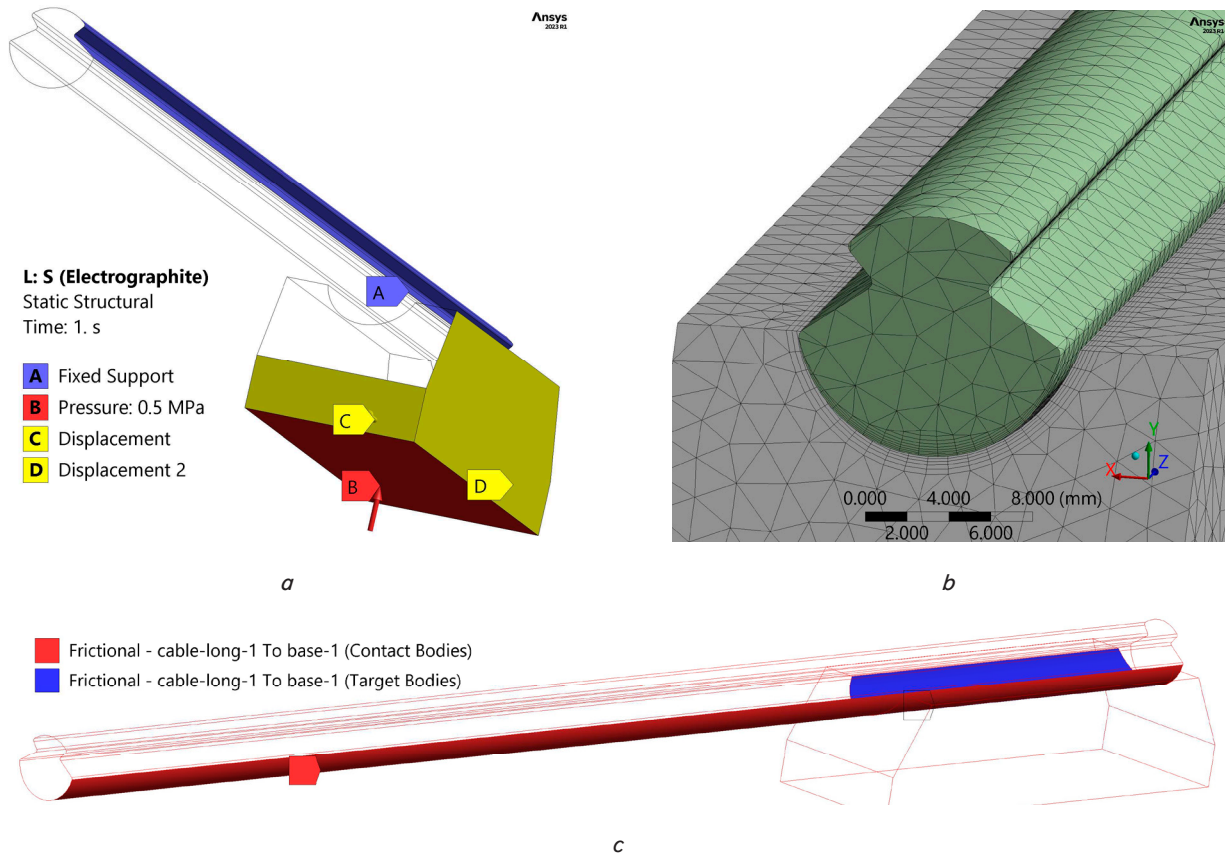 Ansys
2023 R1
L: S (Electrographite)
Static Structural
Time: 1. s
A Fixed Support
B Pressure: 0.5 MPa
C Displacement
D Displacement 2
A
C
B
D
a
Ansys
2023 R1
Y
Z
X
0.000 4.000 8.000 (mm)
2.000 6.000
b
Frictional - cable-long-1 To base-1 (Contact Bodies)
Frictional - cable-long-1 To base-1 (Target Bodies)
c